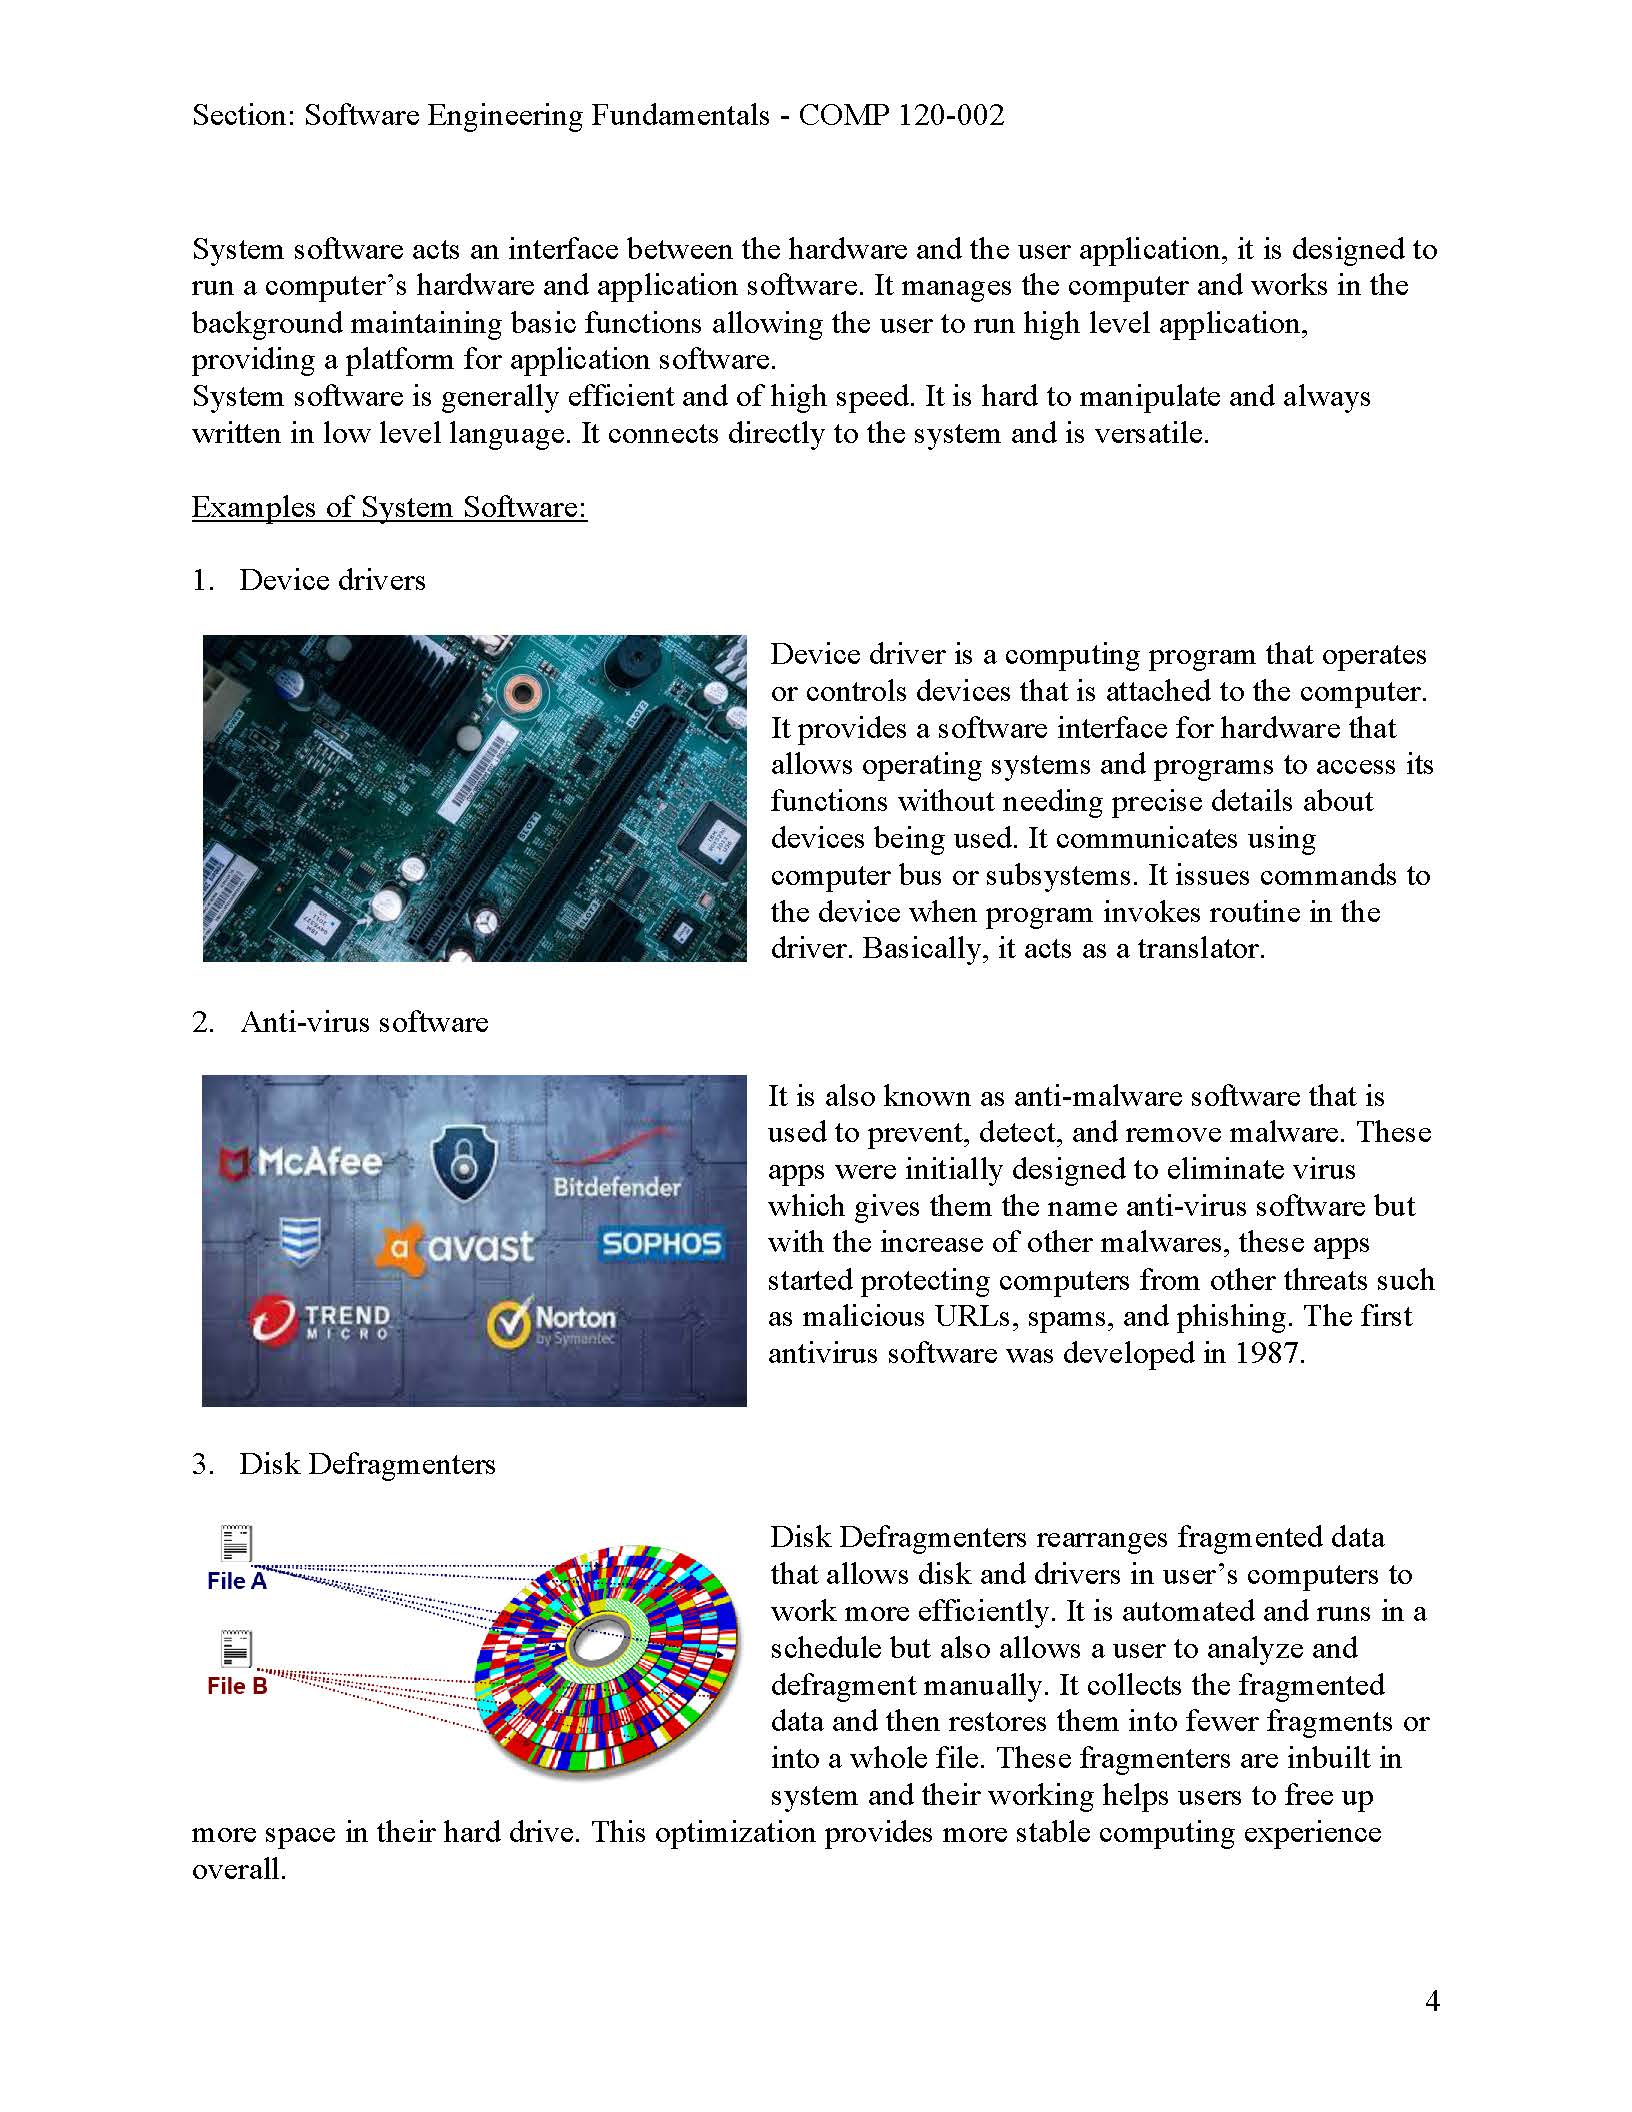 Section: Software Engineering Fundamentals - COMP 120-002
System software acts an interface between the hardware and the user application, it is designed to
run a computer’s hardware and application software. It manages the computer and works in the
background maintaining basic functions allowing the user to run high level application,
providing a platform for application software.
System software is generally efficient and of high speed. It is hard to manipulate and always
written in low level language. It connects directly to the system and is versatile.
Examples of System Software:
1. Device drivers
Device driver is a computing program that operates
or controls devices that is attached to the computer.
It provides a software interface for hardware that
allows operating systems and programs to access its
functions without needing precise details about
devices being used. It communicates using
computer bus or subsystems. It issues commands to
the device when program invokes routine in the
driver. Basically, it acts as a translator.
2. Anti-virus software
McAfee
Bitdefender
avast
SOPHOS
TREND
MICRO
Norton
by Symantec
It is also known as anti-malware software that is
used to prevent, detect, and remove malware. These
apps were initially designed to eliminate virus
which gives them the name anti-virus software but
with the increase of other malwares, these apps
started protecting computers from other threats such
as malicious URLs, spams, and phishing. The first
antivirus software was developed in 1987.
3. Disk Defragmenters
File A
File B
Disk Defragmenters rearranges fragmented data
that allows disk and drivers in user’s computers to
work more efficiently. It is automated and runs in a
schedule but also allows a user to analyze and
defragment manually. It collects the fragmented
data and then restores them into fewer fragments or
into a whole file. These fragmenters are inbuilt in
system and their working helps users to free up
more space in their hard drive. This optimization provides more stable computing experience
overall.
4